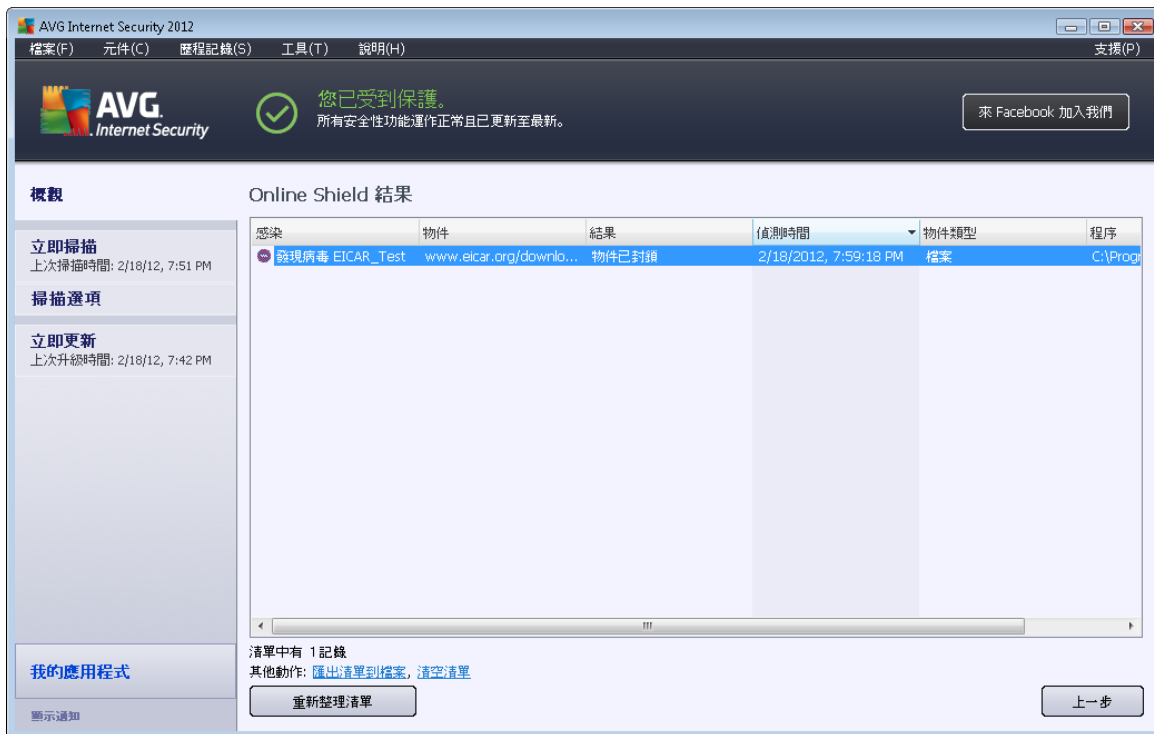 AVG Internet Security 2012
檔案(F) 元件(C) 歷程記錄(S) 工具(T) 說明(H) 支援(P)
AVG.
Internet Security
您已受到保護。
所有安全性功能運作正常且已更新至最新。
來 Facebook 加入我們
概觀
立即掃描
上次掃描時間: 2/18/12, 7:51 PM
掃描選項
立即更新
上次升級時間: 2/18/12, 7:42 PM
我的應用程式
顯示通知
Online Shield 結果
感染 物件 結果 偵測時間 物件類型 程序
發現病毒 EICAR_Test www.eicar.org/downlo... 物件已封鎖 2/18/2012, 7:59:18 PM 檔案 C:\Progr
清單中有 1記錄
其他動作: 匯出清單到檔案, 清空清單
重新整理清單
上一步